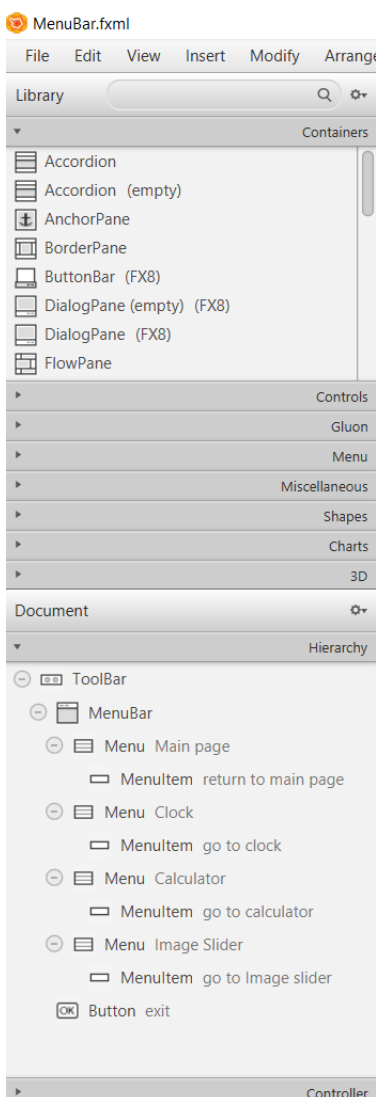 MenuBar.fxml
File Edit View Insert Modify Arrange
Library
Containers
Accordion
Accordion (empty)
AnchorPane
BorderPane
ButtonBar (FX8)
DialogPane (empty) (FX8)
DialogPane (FX8)
FlowPane
Controls
Gluon
Menu
Miscellaneous
Shapes
Charts
3D
Document
Hierarchy
ToolBar
MenuBar
Menu Main page
MenuItem return to main page
Menu Clock
MenuItem go to clock
Menu Calculator
MenuItem go to calculator
Menu Image Slider
MenuItem go to Image slider
OK Button exit
Controller